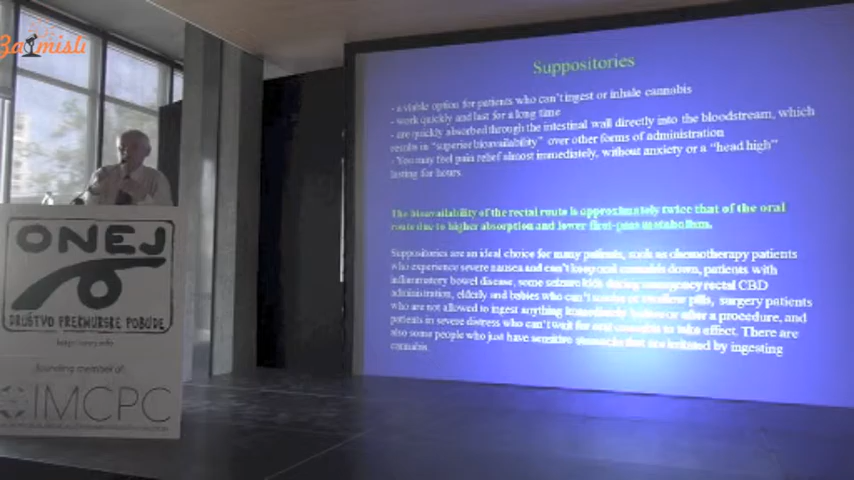 Zamisli
Suppositories
- a viable option for patients who can't ingest or inhale cannabis
- work quickly and last for a long time
- are quickly absorbed through the intestinal wall directly into the bloodstream, which
results in "superior bioavailability" over other forms of administration
- You may feel pain relief almost immediately, without anxiety or a "head high"
lasting for hours.
The bioavailability of the rectal route is approximately twice that of the oral
route due to higher absorption and lower first-pass metabolism.
Suppositories are an ideal choice for many patients, such as chemotherapy patients
who experience severe nausea and can't keep oral cannabis down, patients with
inflammatory bowel disease, some seizure kids during emergency rectal CBD
administration, elderly and babies who can't or swallow pills, surgery patients
who are not allowed to ingest anything immediately before or after a procedure, and
patients in severe distress who can't wait for oral cannabis to take effect. There are
also some people who just have sensitive stomachs that are irritated by ingesting
cannabis.
ONEJ
DRUŠTVO PREKMURSKE POBUDE
founding member of
IMCPC